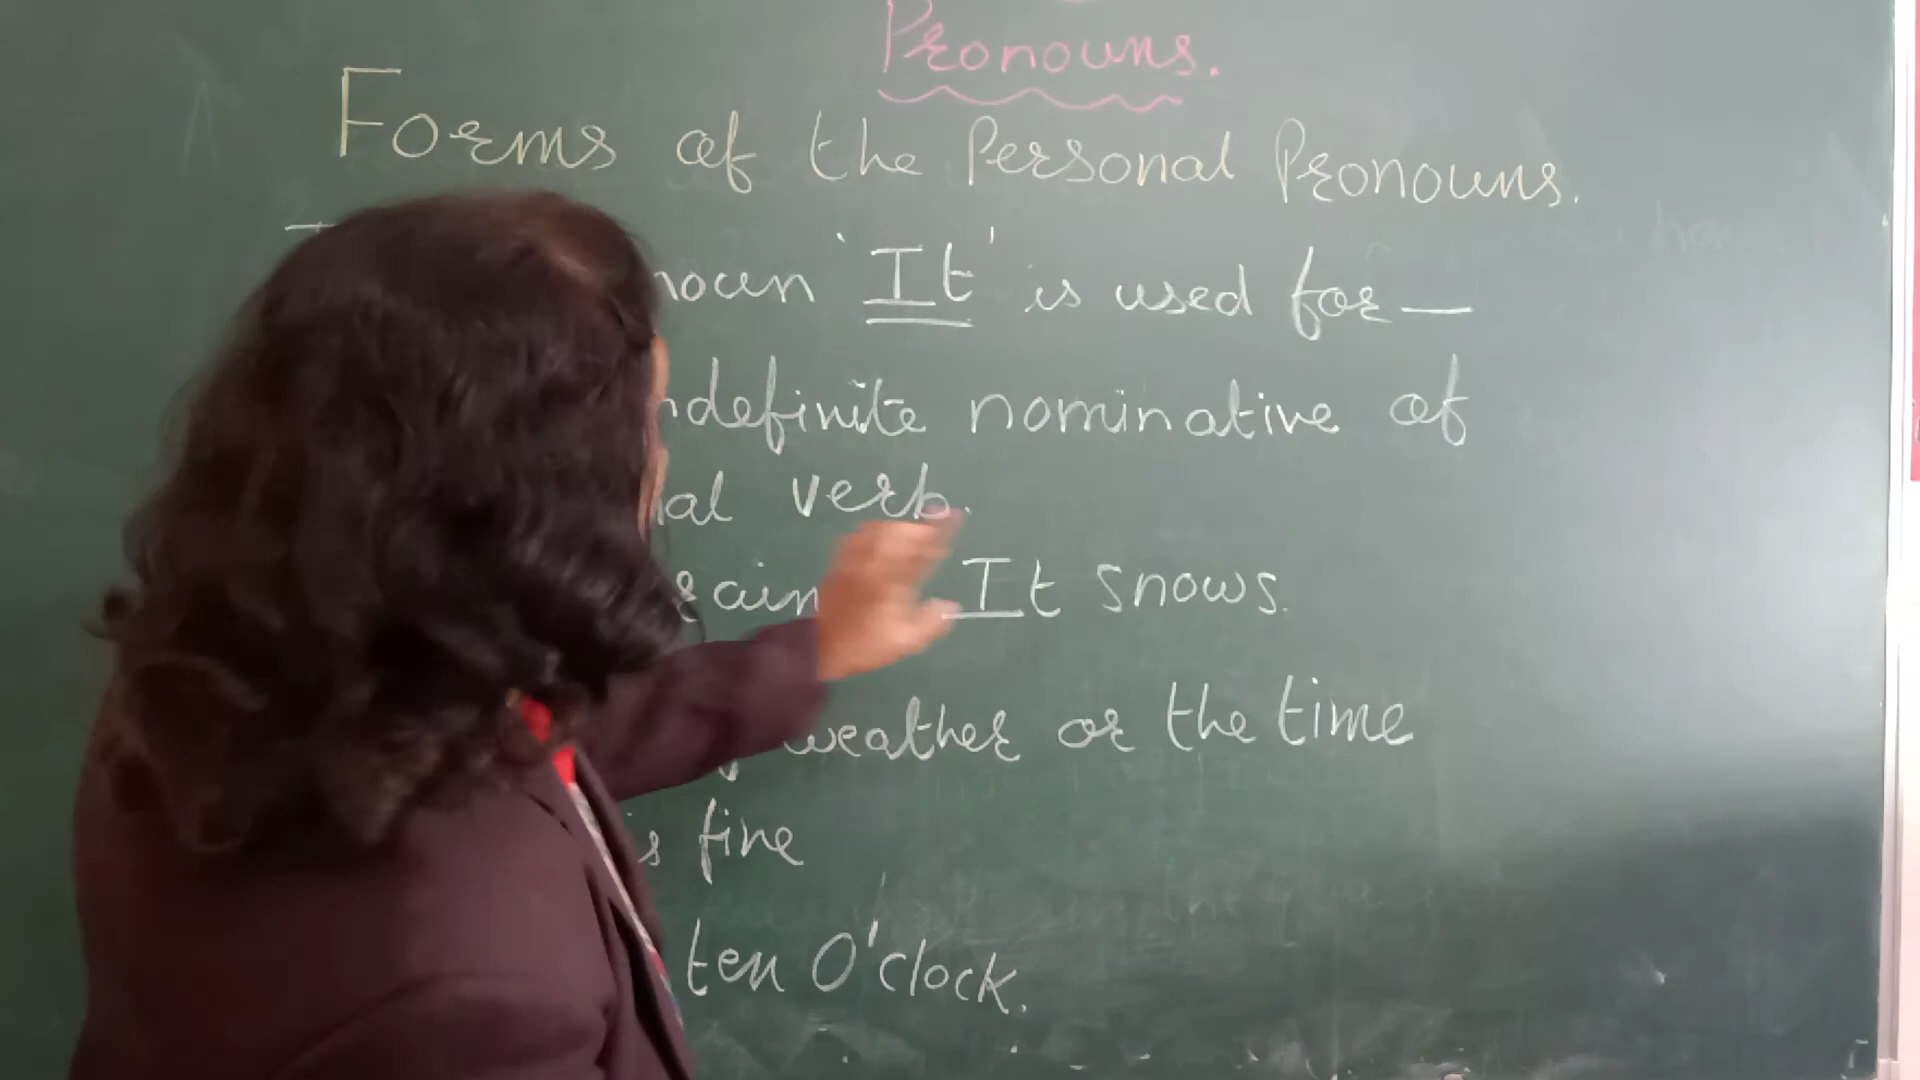 Pronouns.
Forms of the Personal Pronouns.
noun 'It' is used for—
ndefinite nominative of
al verb.
rain It snows.
weather or the time
s fine
ten O'clock.